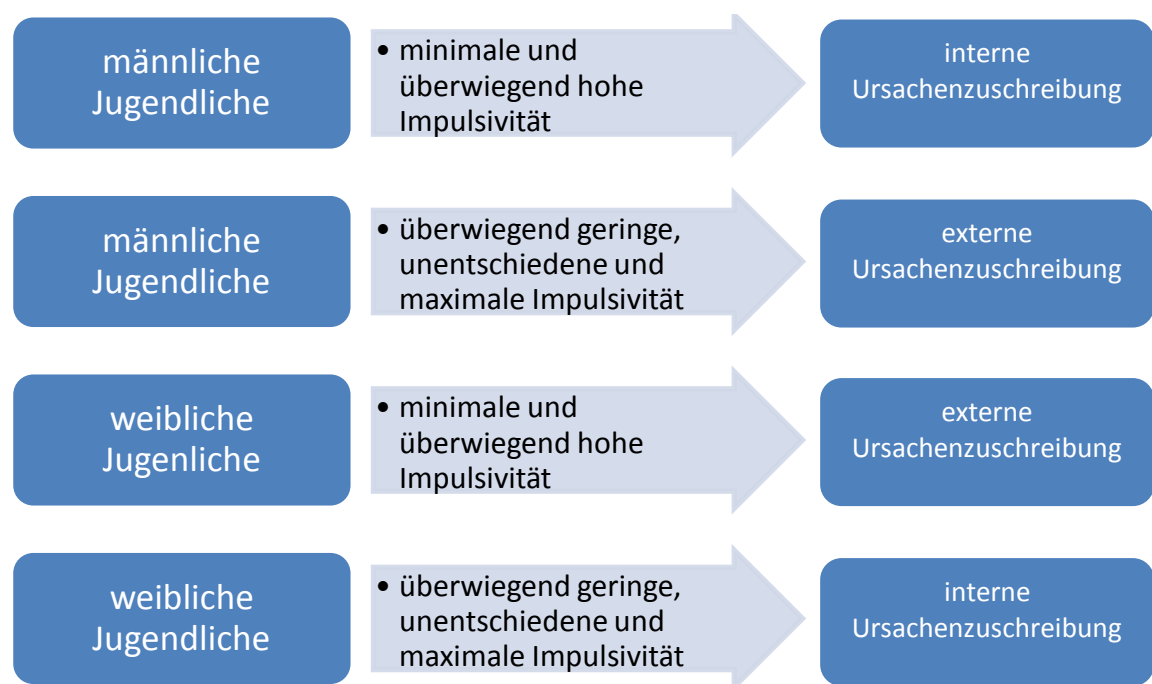 männliche
Jugendliche
• minimale und
überwiegend hohe
Impulsivität
interne
Ursachenzuschreibung
männliche
Jugendliche
• überwiegend geringe,
unentschiedene und
maximale Impulsivität
externe
Ursachenzuschreibung
weibliche
Jugenliche
• minimale und
überwiegend hohe
Impulsivität
externe
Ursachenzuschreibung
weibliche
Jugendliche
• überwiegend geringe,
unentschiedene und
maximale Impulsivität
interne
Ursachenzuschreibung